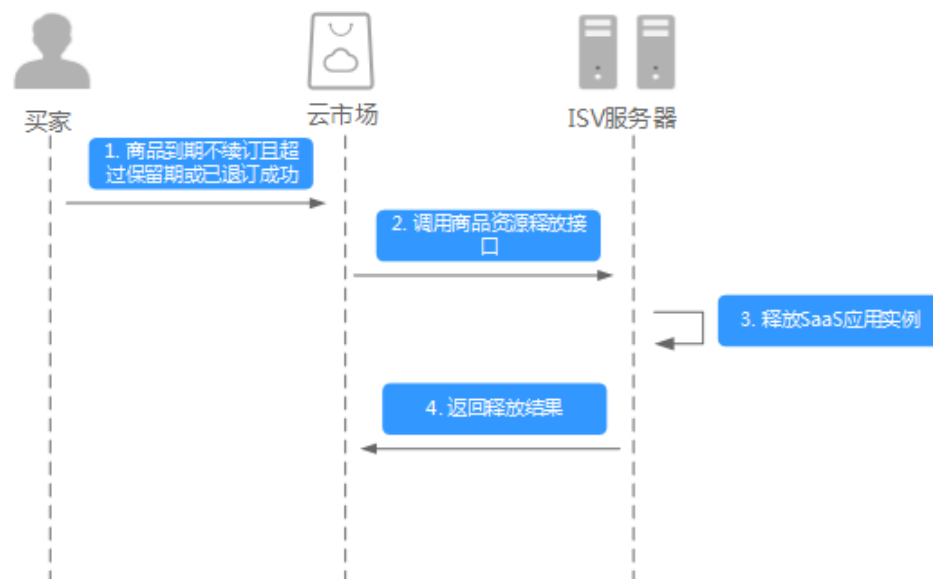 买家
云市场
ISV服务器
1. 商品到期不续订且超
过保留期或已退订成功
2. 调用商品资源释放接
口
3. 释放SaaS应用实例
4. 返回释放结果